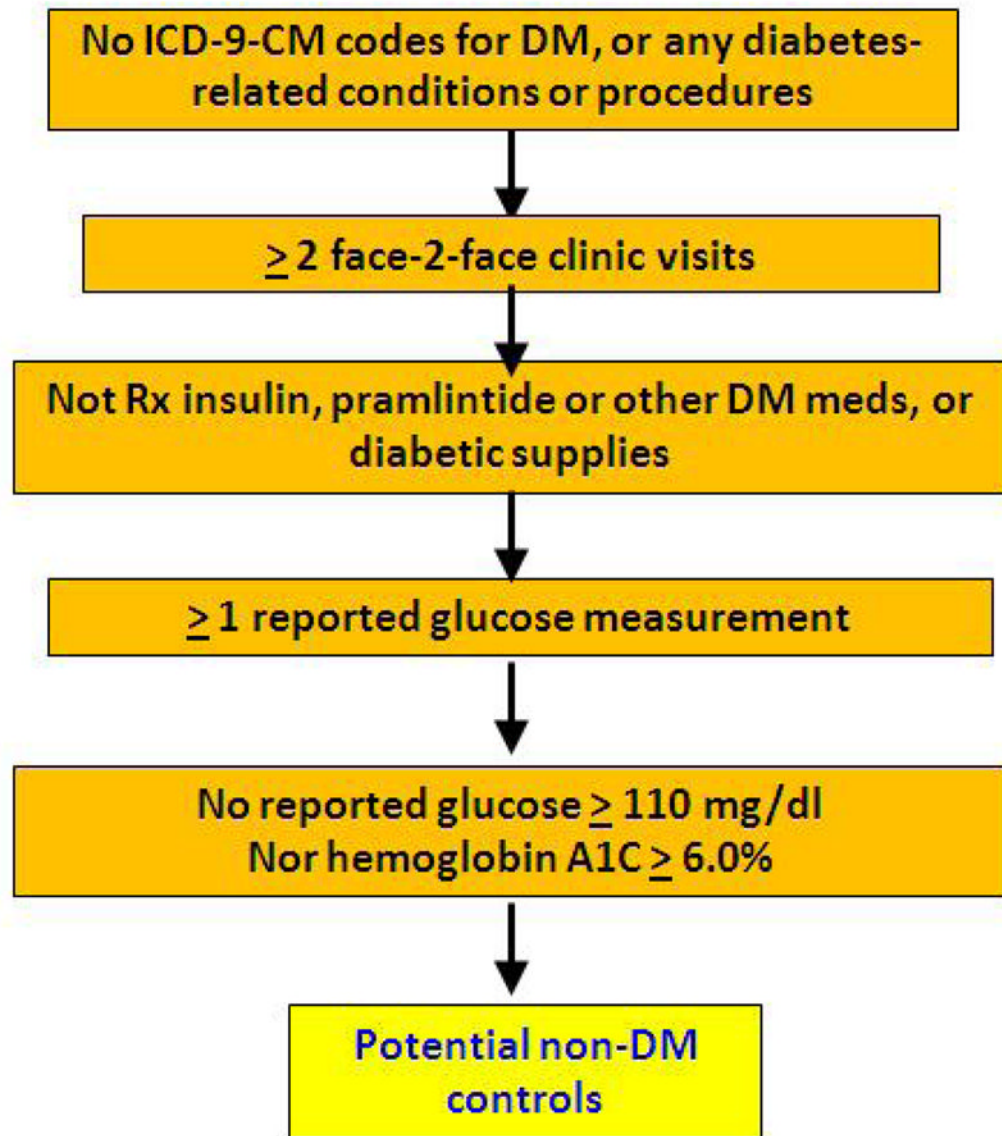 No ICD-9-CM codes for DM, or any diabetes-
related conditions or procedures
≥ 2 face-2-face clinic visits
Not Rx insulin, pramlintide or other DM meds, or
diabetic supplies
≥ 1 reported glucose measurement
No reported glucose ≥ 110 mg/dl
Nor hemoglobin A1C ≥ 6.0%
Potential non-DM
controls